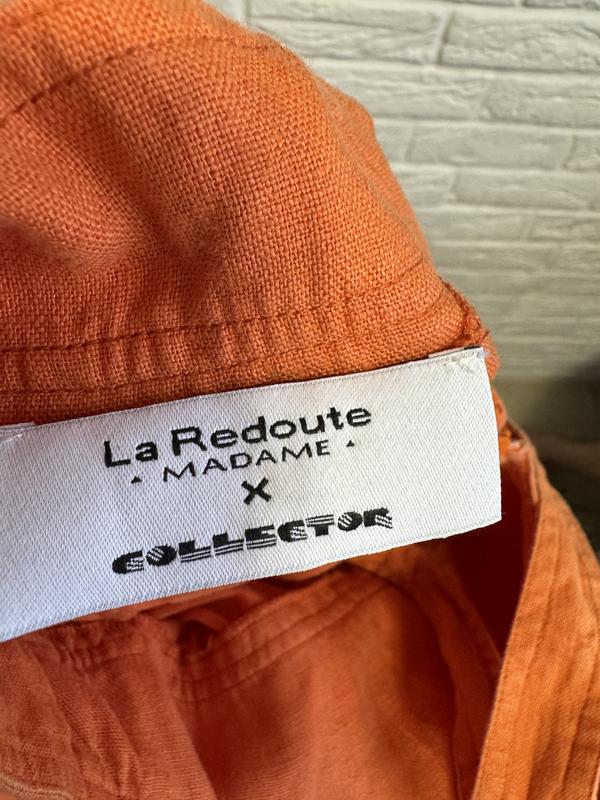 La Redoute
• MADAME •
X
COLLECTOR